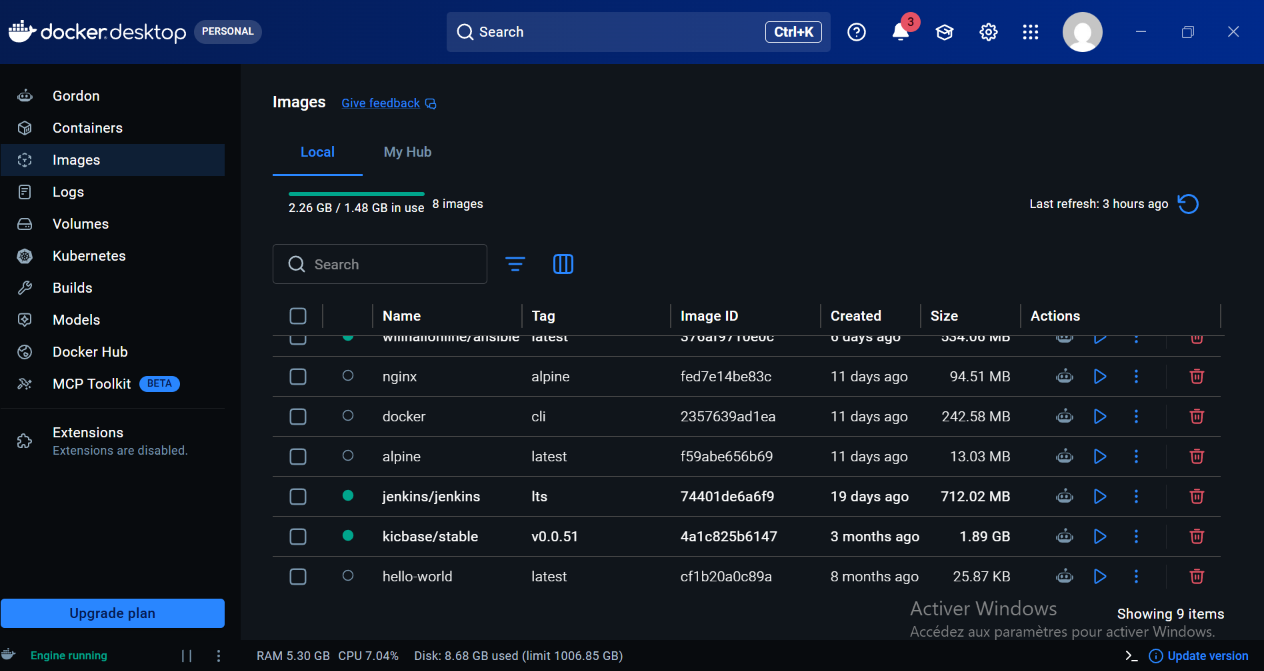 docker.desktop PERSONAL
Search Ctrl+K
3
Gordon
Containers
Images
Logs
Volumes
Kubernetes
Builds
Models
Docker Hub
MCP Toolkit BETA
Extensions
Extensions are disabled.
Upgrade plan
Images Give feedback
Local My Hub
2.26 GB / 1.48 GB in use 8 images
Last refresh: 3 hours ago
Search
Name Tag Image ID Created Size Actions
willhallonline/ansible latest 6 days ago
nginx alpine fed7e14be83c 11 days ago 94.51 MB
docker cli 2357639ad1ea 11 days ago 242.58 MB
alpine latest f59abe656b69 11 days ago 13.03 MB
jenkins/jenkins lts 74401de6a6f9 19 days ago 712.02 MB
kicbase/stable v0.0.51 4a1c825b6147 3 months ago 1.89 GB
hello-world latest cf1b20a0c89a 8 months ago 25.87 KB
Activer Windows
Showing 9 items
Accédez aux paramètres pour activer Windows.
Engine running RAM 5.30 GB CPU 7.04% Disk: 8.68 GB used (limit 1006.85 GB)
Update version